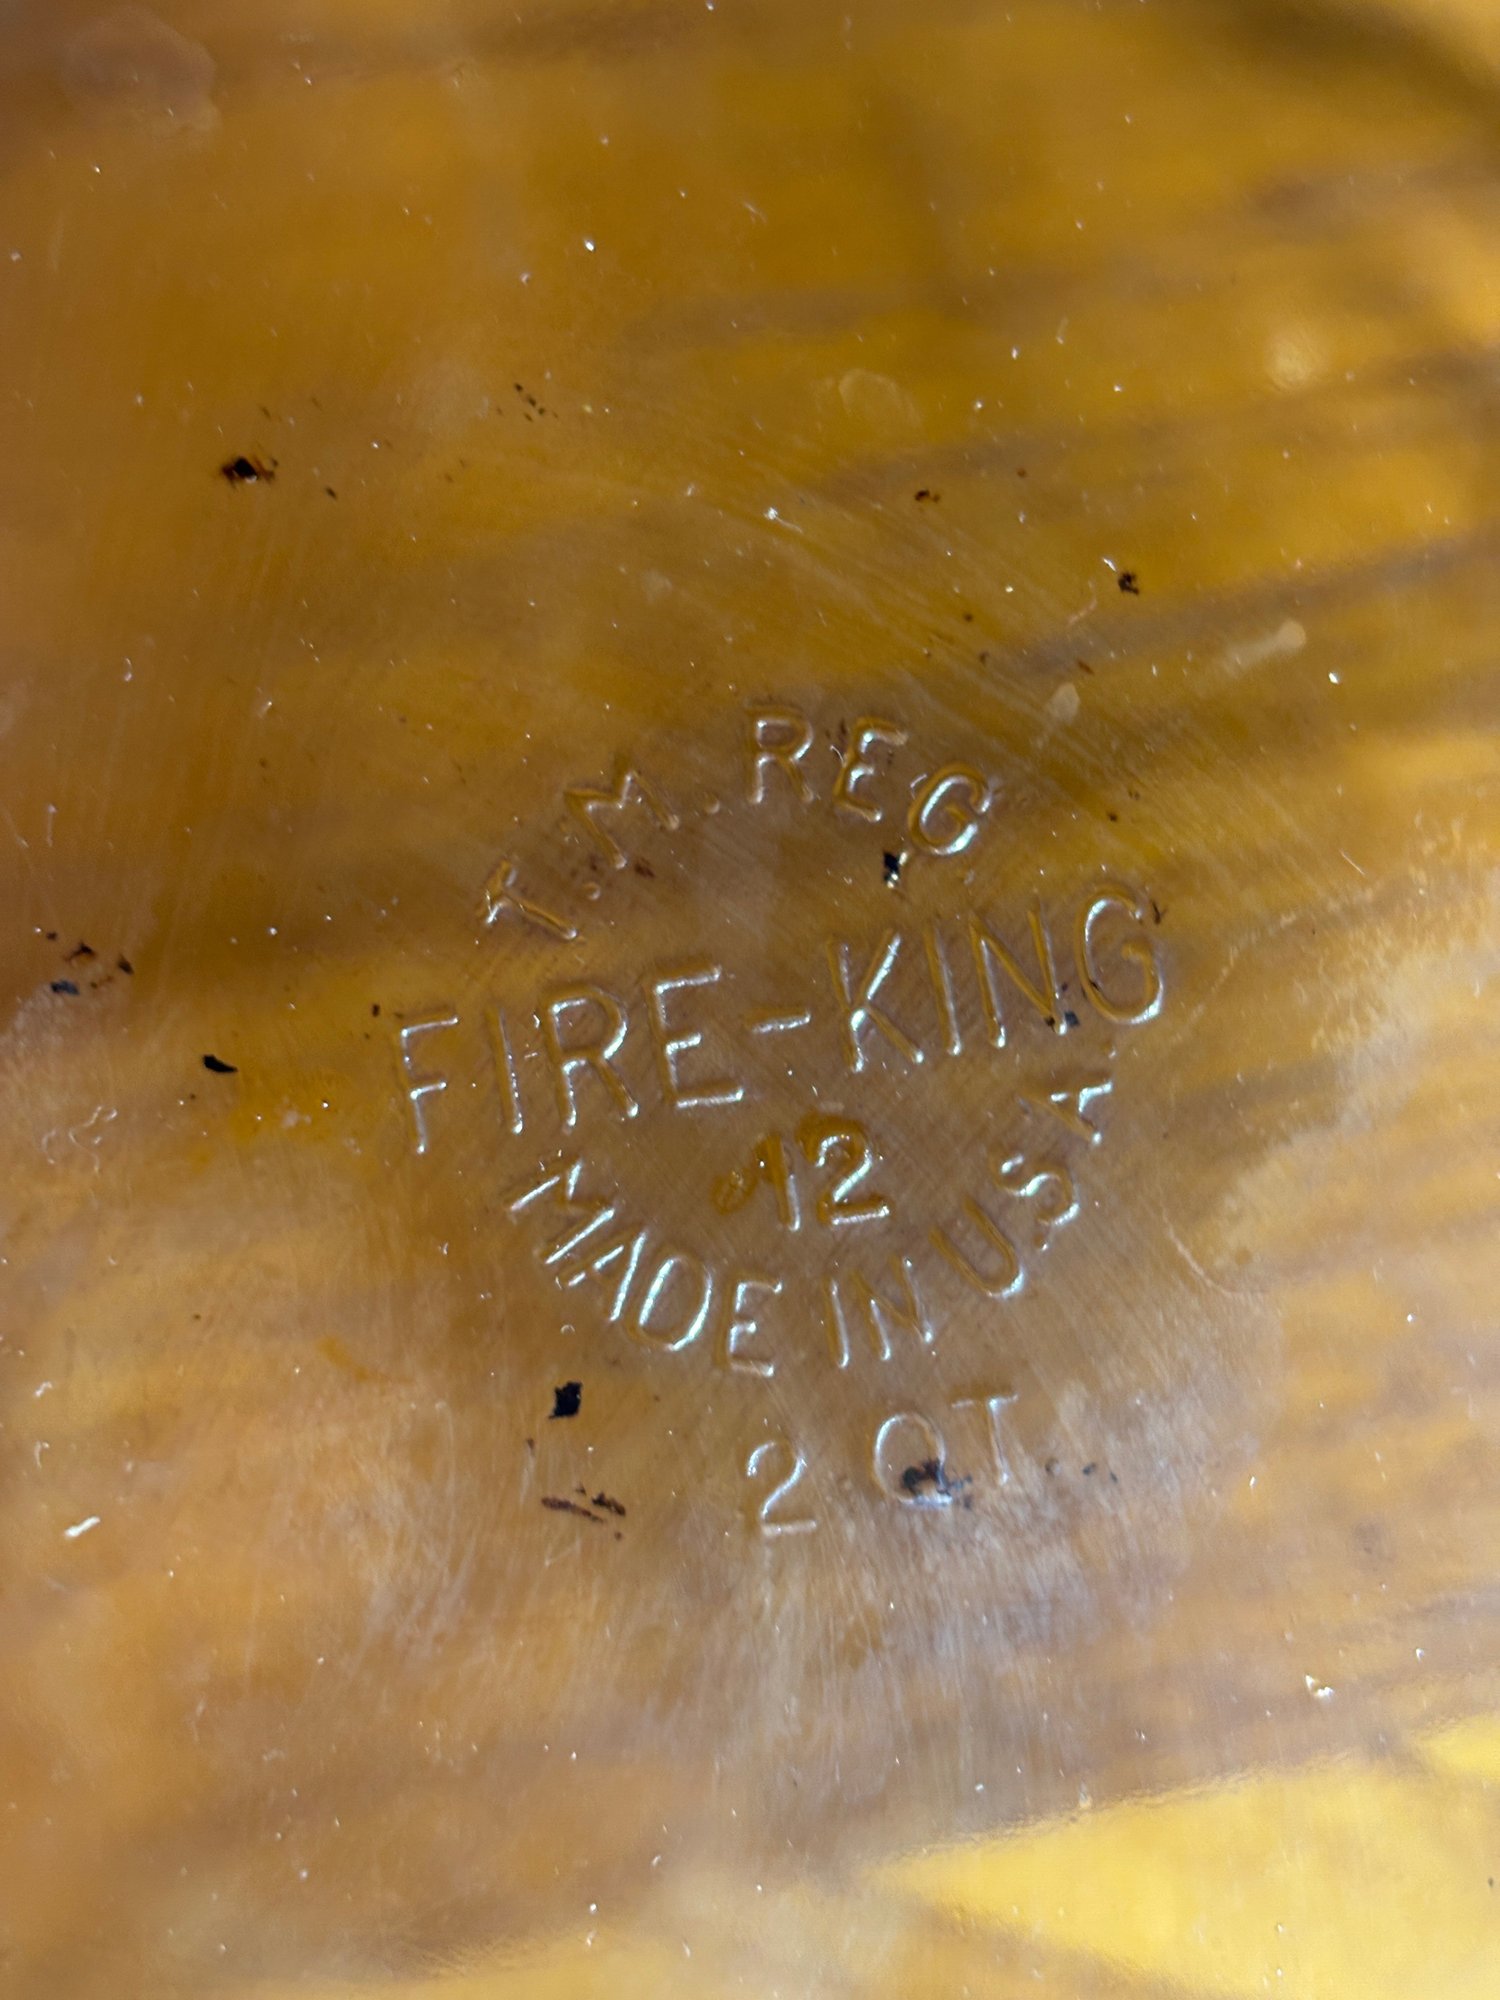 T.M.REG
FIRE-KING
12
MADE IN USA
2 QT